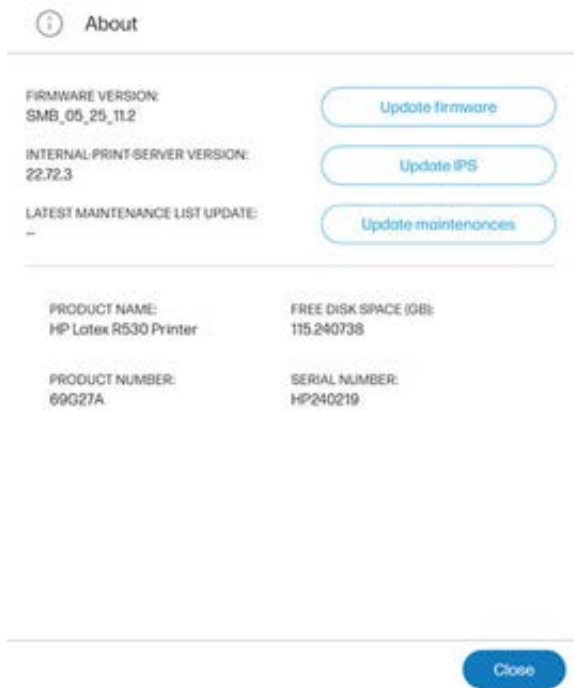 About
FIRMWARE VERSION:
SMB_05_25_11.2
Update firmware
INTERNAL-PRINT-SERVER VERSION:
22.72.3
Update IPS
LATEST MAINTENANCE LIST UPDATE:
--
Update maintenances
PRODUCT NAME:
HP Latex R530 Printer
FREE DISK SPACE (GB):
115.240738
PRODUCT NUMBER:
69G27A
SERIAL NUMBER:
HP240219
Close